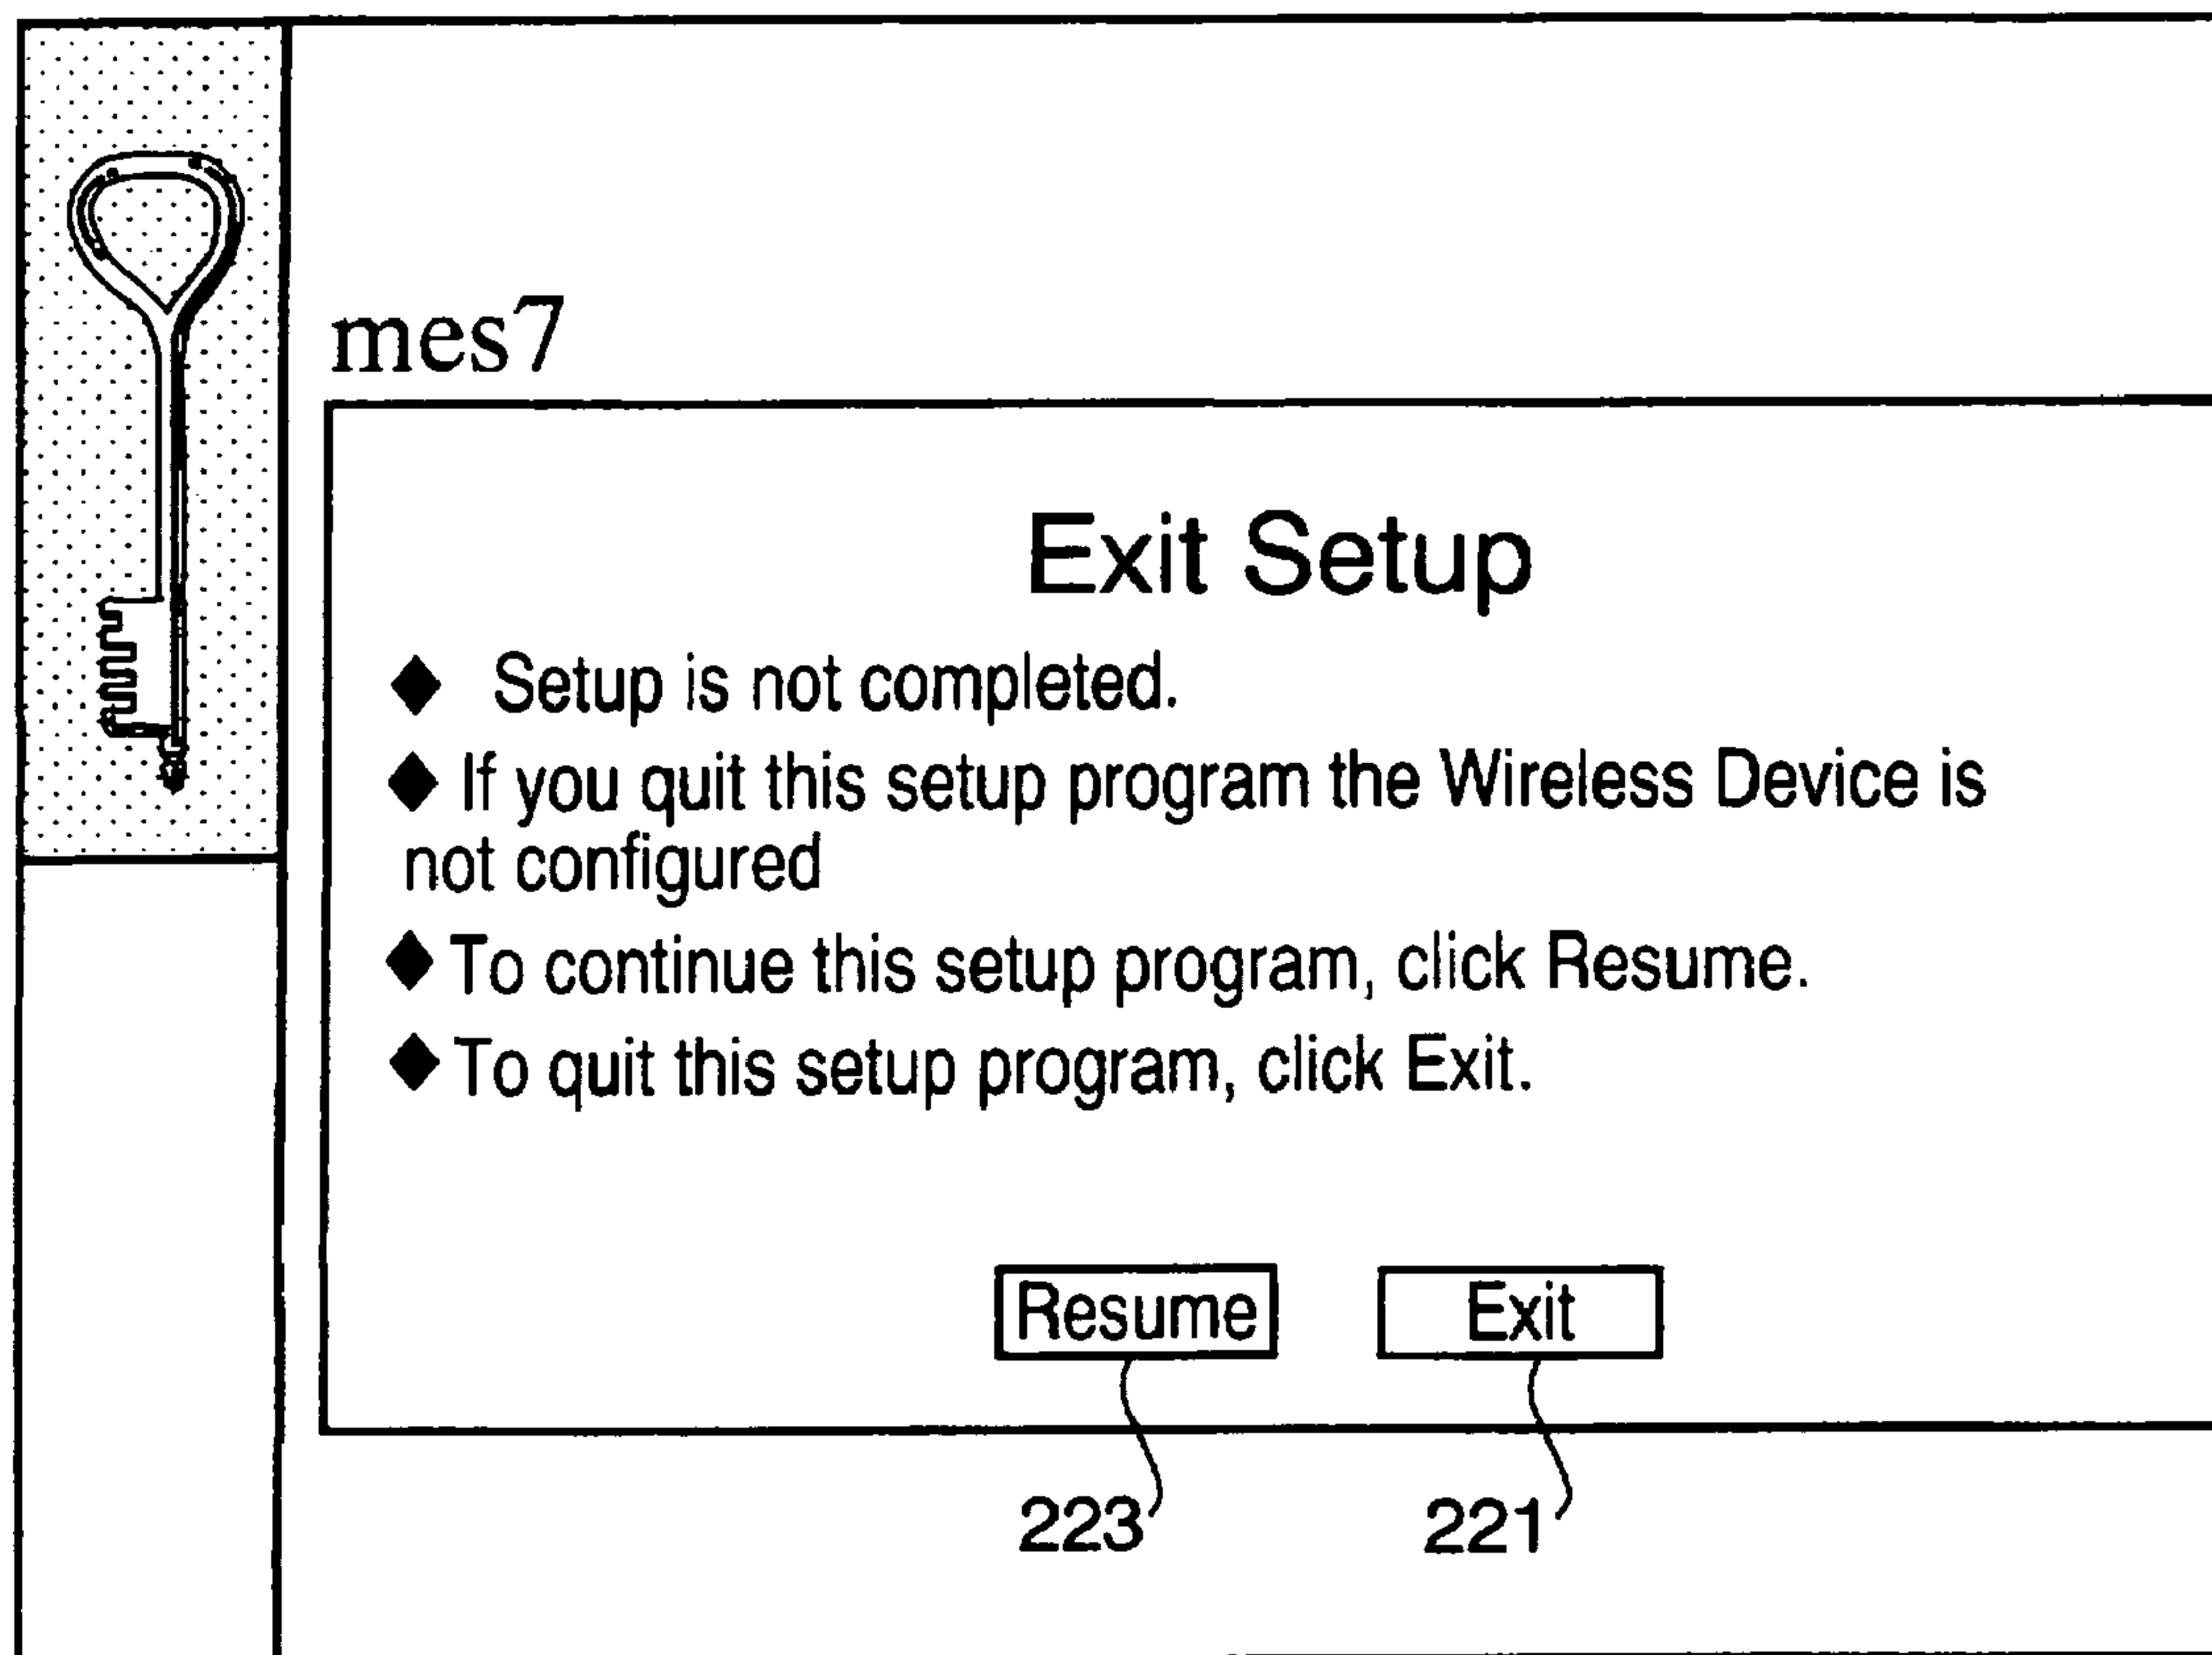 mes7
Exit Setup
◆ Setup is not completed.
◆ If you quit this setup program the Wireless Device is
not configured
◆ To continue this setup program, click Resume.
◆ To quit this setup program, click Exit.
Resume Exit
223 221